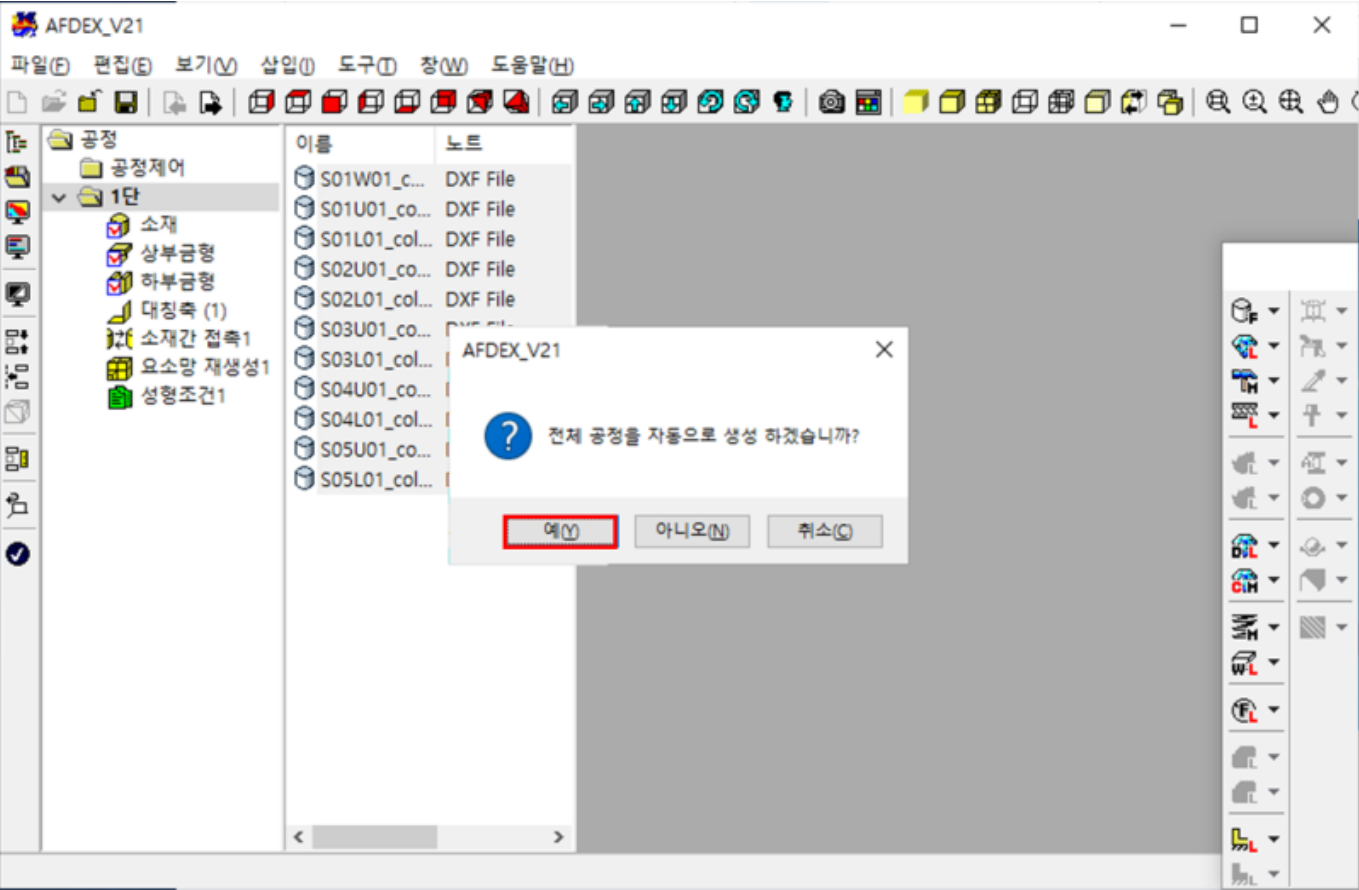 AFDEX_V21
파일(F) 편집(E) 보기(V) 삽입(I) 도구(T) 창(W) 도움말(H)
공정
공정제어
1단
소재
상부금형
하부금형
대칭축 (1)
소재간 접촉1
요소망 재생성1
성형조건1
이름 노트
S01W01_c... DXF File
S01U01_co... DXF File
S01L01_col... DXF File
S02U01_co... DXF File
S02L01_col... DXF File
S03U01_co...
S03L01_col...
S04U01_co...
S04L01_col...
S05U01_co...
S05L01_col...
AFDEX_V21
전체 공정을 자동으로 생성 하겠습니까?
예(Y) 아니오(N) 취소(C)